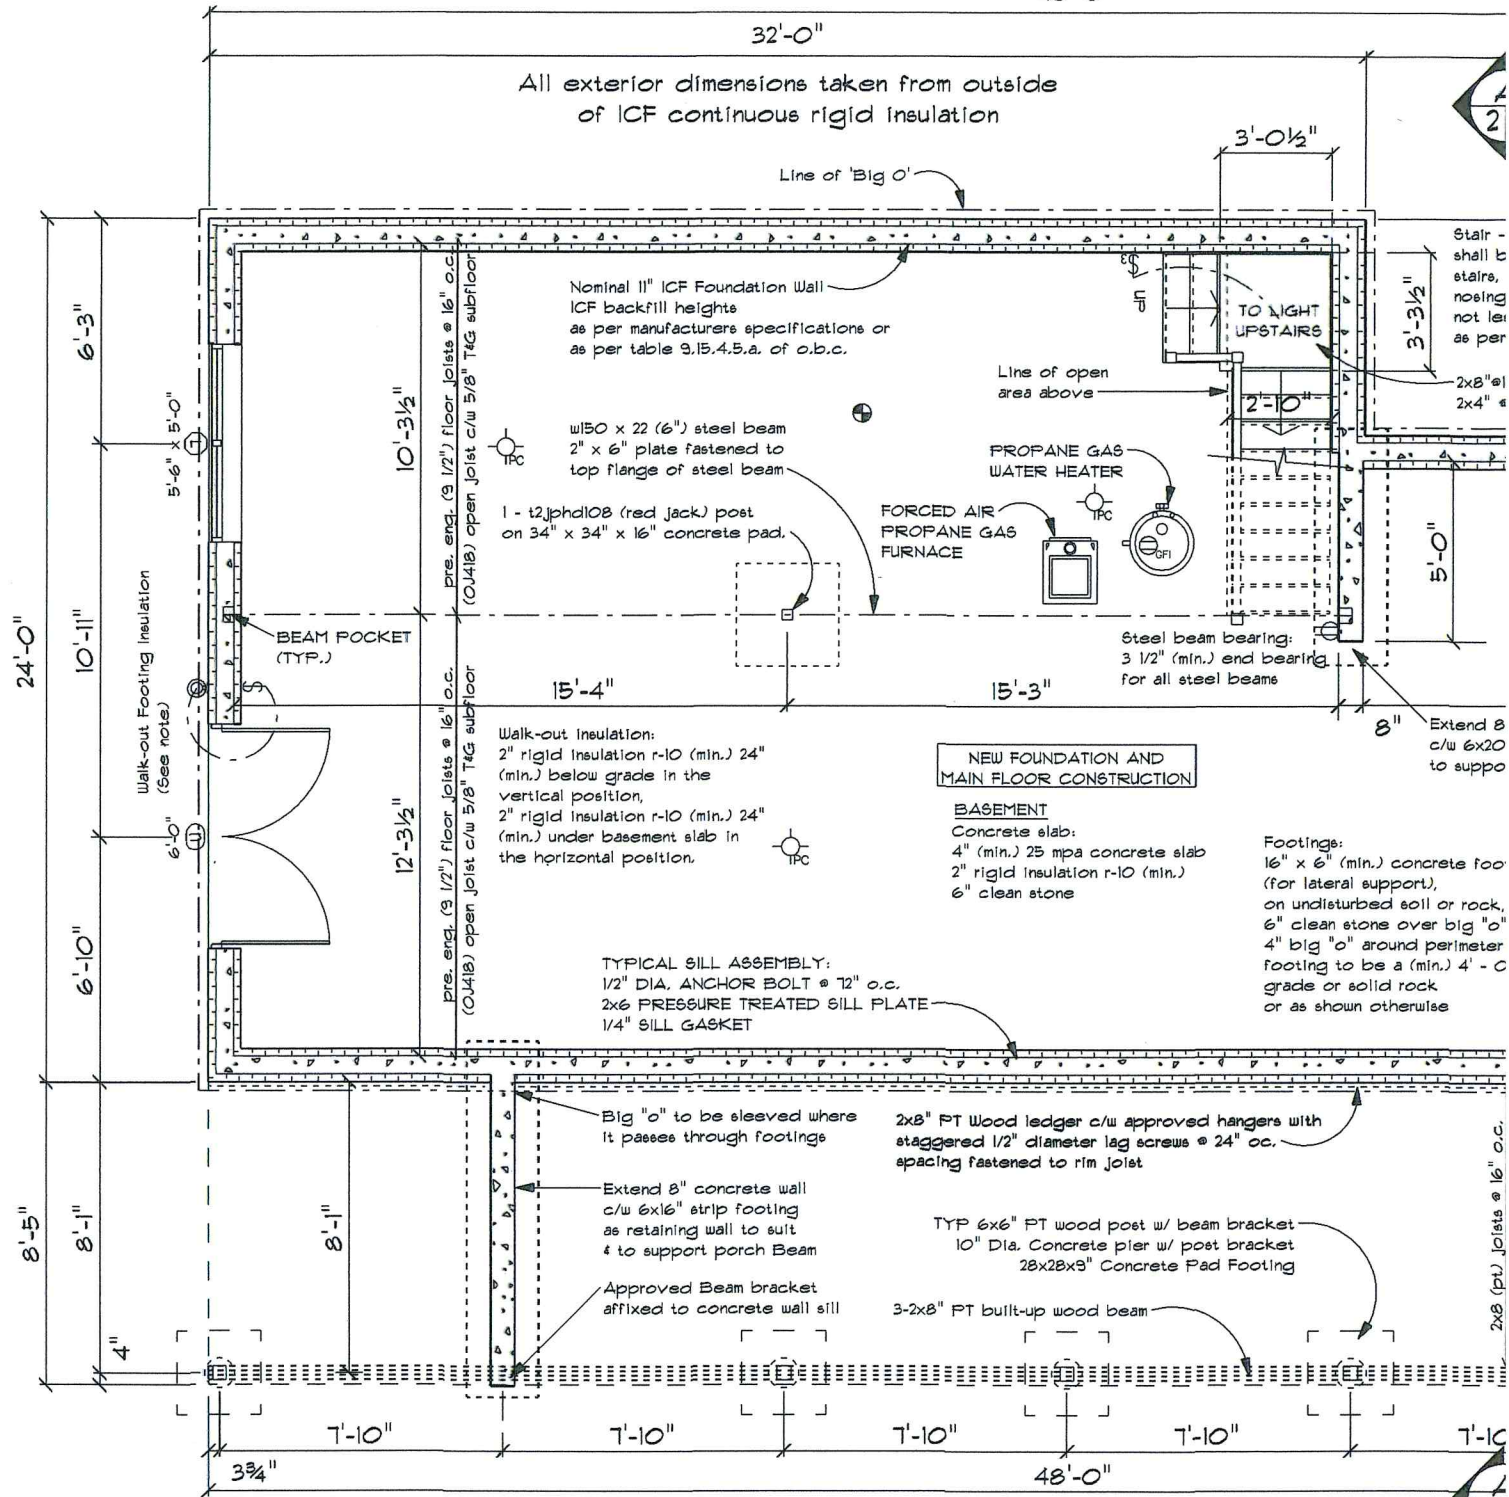 32'-0"
All exterior dimensions taken from outside
of ICF continuous rigid insulation
3'-0½"
Line of 'Big O'
2
Nominal 11" ICF Foundation Wall
ICF backfill heights
as per manufacturers specifications or
as per table 9.15.4.5.a. of o.b.c.
$3
UP
TO LIGHT
UPSTAIRS
3'-3½"
Stair -
shall b
stairs,
nosing
not le
as per
2x8"@1
2x4" @
Line of open
area above
2'-10"
6'-3"
5'-6" x 5'-0"
L
10'-3½"
pre. eng. (9 1/2") floor joists @ 16" o.c.
(OJ418) open joist c/w 5/8" T&G subfloor
w150 x 22 (6") steel beam
2" x 6" plate fastened to
top flange of steel beam
PC
1 - t2jphd108 (red jack) post
on 34" x 34" x 16" concrete pad.
PROPANE GAS
WATER HEATER
PC
FORCED AIR
PROPANE GAS
FURNACE
GFI
5'-0"
24'-0"
10'-11"
Walk-out Footing Insulation
(See note)
BEAM POCKET
(TYP.)
Steel beam bearing:
3 1/2" (min.) end bearing
for all steel beams
$
15'-4"
15'-3"
8"
Extend 8
c/w 6x20
to suppo
Walk-out insulation:
2" rigid insulation r-10 (min.) 24"
(min.) below grade in the
vertical position,
2" rigid insulation r-10 (min.) 24"
(min.) under basement slab in
the horizontal position.
NEW FOUNDATION AND
MAIN FLOOR CONSTRUCTION
BASEMENT
Concrete slab:
4" (min.) 25 mpa concrete slab
2" rigid insulation r-10 (min.)
6" clean stone
PC
6'-0"
12'-3½"
pre. eng. (9 1/2") floor joists @ 16" o.c.
(OJ418) open joist c/w 5/8" T&G subfloor
Footings:
16" x 6" (min.) concrete foo
(for lateral support),
on undisturbed soil or rock,
6" clean stone over big "o"
4" big "o" around perimeter
footing to be a (min.) 4' - 0
grade or solid rock
or as shown otherwise
6'-10"
TYPICAL SILL ASSEMBLY:
1/2" DIA. ANCHOR BOLT @ 72" o.c.
2x6 PRESSURE TREATED SILL PLATE
1/4" SILL GASKET
Big "o" to be sleeved where
it passes through footings
2x8" PT Wood ledger c/w approved hangers with
staggered 1/2" diameter lag screws @ 24" oc.
spacing fastened to rim joist
8'-5"
8'-1"
8'-1"
Extend 8" concrete wall
c/w 6x16" strip footing
as retaining wall to suit
& to support porch Beam
TYP 6x6" PT wood post w/ beam bracket
10" Dia. Concrete pier w/ post bracket
28x28x9" Concrete Pad Footing
2x8 (pt) joists @ 16" o.c.
Approved Beam bracket
affixed to concrete wall sill
3-2x8" PT built-up wood beam
4"
7'-10"
7'-10"
7'-10"
7'-10"
7'-10
3¾"
48'-0"